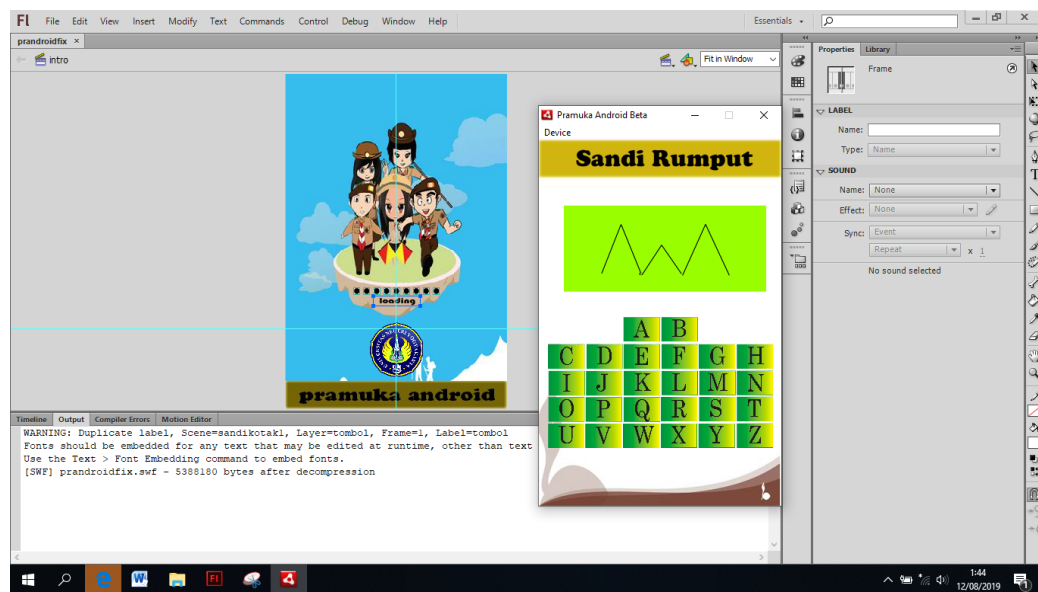 Fl File Edit View Insert Modify Text Commands Control Debug Window Help Essentials
prandroidfix ×
intro Fit in Window
Properties Library
Frame
LABEL
Name:
Type: Name
SOUND
Name: None
Effect: None
Sync: Event
Repeat x 1
No sound selected
loading
pramuka android
Pramuka Android Beta
Device
Sandi Rumput
A B
C D E F G H
I J K L M N
O P Q R S T
U V W X Y Z
Timeline Output Compiler Errors Motion Editor
WARNING: Duplicate label, Scene=sandikotak1, Layer=tombol, Frame=1, Label=tombol
Fonts should be embedded for any text that may be edited at runtime, other than text
Use the Text > Font Embedding command to embed fonts.
[SWF] prandroidfix.swf - 5388180 bytes after decompression
1:44
12/08/2019